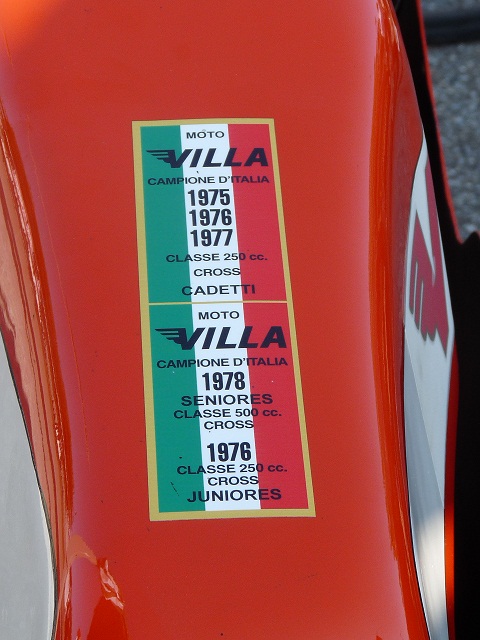 MOTO
VILLA
CAMPIONE D'ITALIA
1975
1976
1977
CLASSE 250 cc.
CROSS
CADETTI
MOTO
VILLA
CAMPIONE D'ITALIA
1978
SENIORES
CLASSE 500 cc.
CROSS
1976
CLASSE 250 cc.
CROSS
JUNIORES